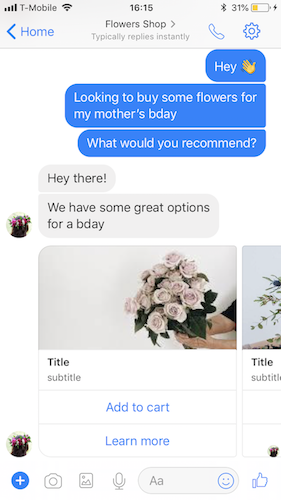 T-Mobile 16:15 31%
Home Flowers Shop
Typically replies instantly
Hey 👋
Looking to buy some flowers for
my mother's bday
What would you recommend?
Hey there!
We have some great options
for a bday
Title Title
subtitle subtitl
Add to cart
Learn more
Aa